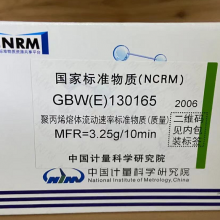 NRM
国家标准物质(NCRM)
GBW(E)130165
2006
聚丙烯熔体流动速率标准物质(质量)
MFR=3.25g/10min
二维码
见内包
装标签
中国计量科学研究院
NIM
中国计量科学研究院
National Institute of Metrology, China